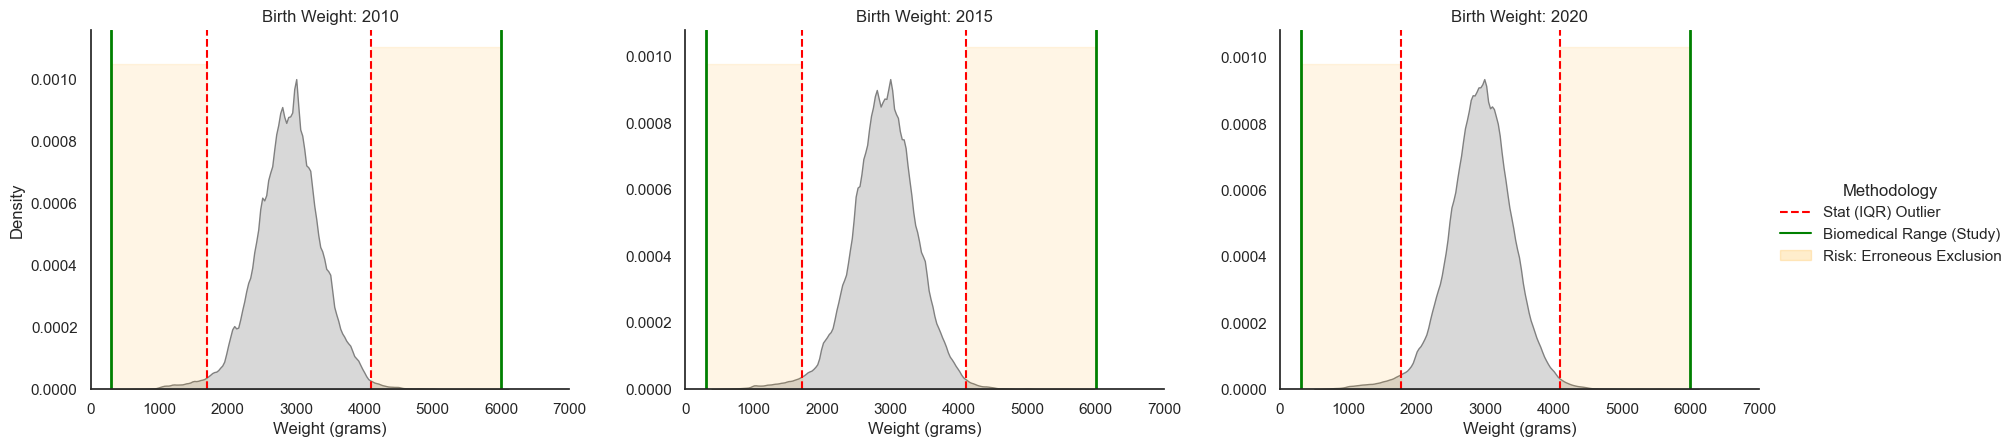 Birth Weight: 2010
Density
0.0010
0.0008
0.0006
0.0004
0.0002
0.0000
0 1000 2000 3000 4000 5000 6000 7000
Weight (grams)
Birth Weight: 2015
0.0010
0.0008
0.0006
0.0004
0.0002
0.0000
0 1000 2000 3000 4000 5000 6000 7000
Weight (grams)
Birth Weight: 2020
0.0010
0.0008
0.0006
0.0004
0.0002
0.0000
0 1000 2000 3000 4000 5000 6000 7000
Weight (grams)
Methodology
Stat (IQR) Outlier
Biomedical Range (Study)
Risk: Erroneous Exclusion